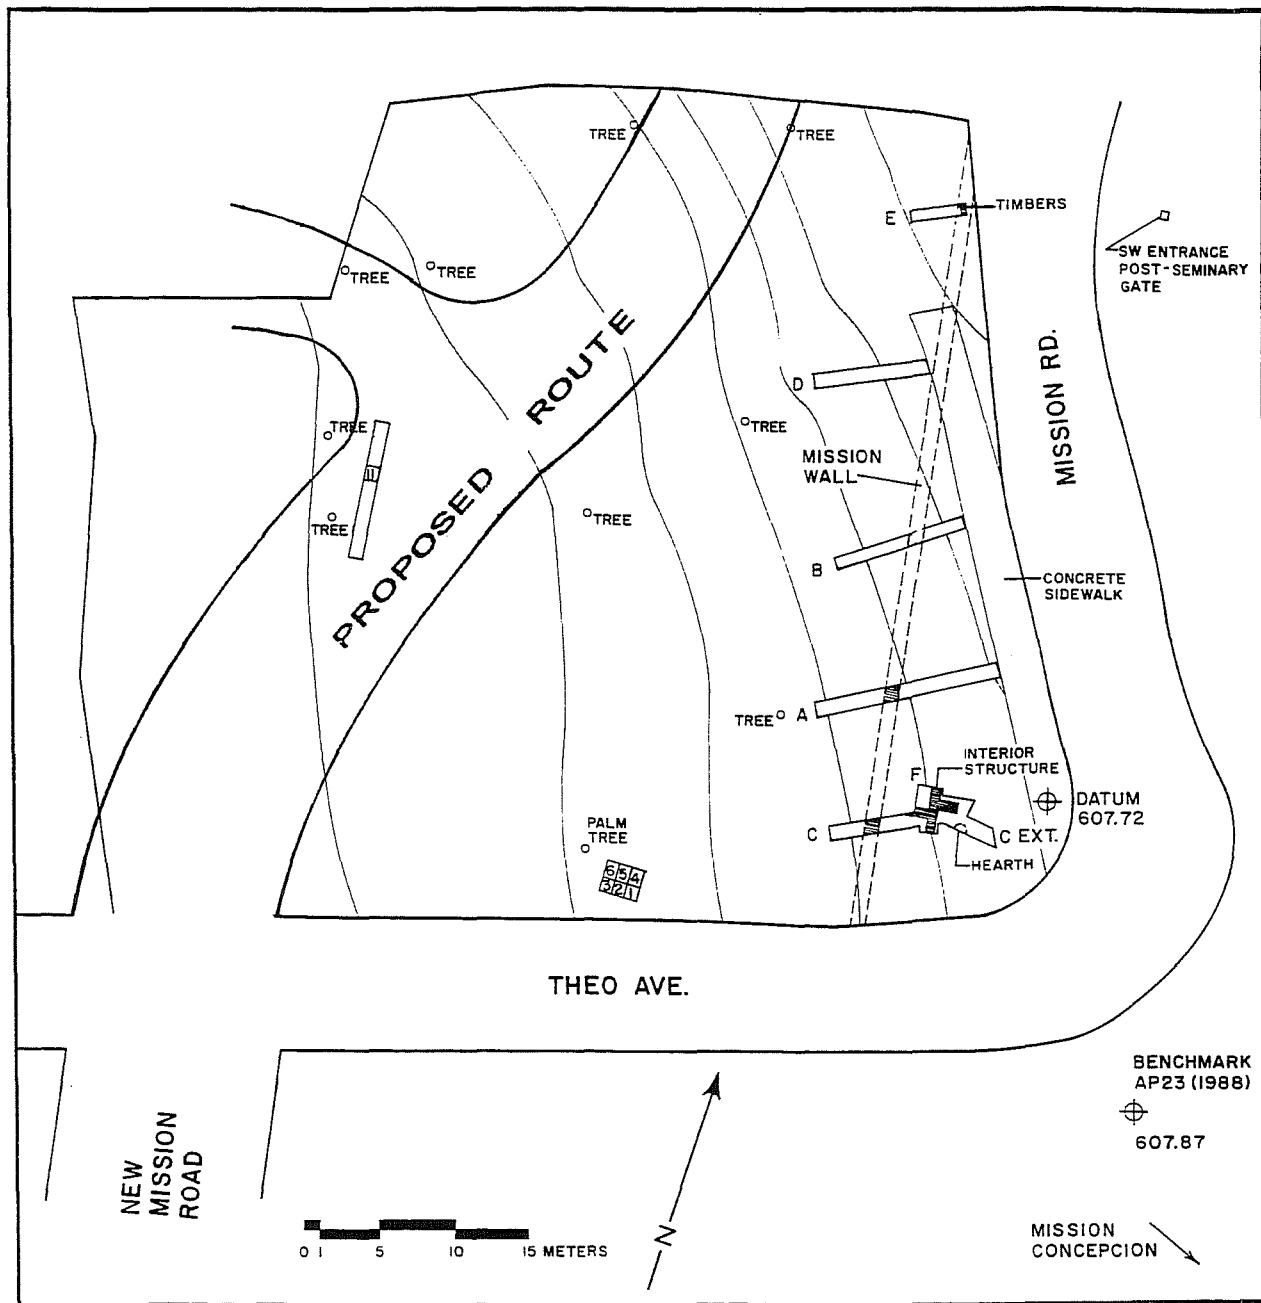 TREE
TREE
E
TIMBERS
SW ENTRANCE
POST-SEMINARY
GATE
TREE
TREE
PROPOSED ROUTE
MISSION RD.
D
TREE
TREE
MISSION
WALL
TREE
TREE
B
CONCRETE
SIDEWALK
TREE
A
INTERIOR
STRUCTURE
F
DATUM
607.72
PALM
TREE
C
C EXT.
HEARTH
6 5 4
3 2 1
THEO AVE.
BENCHMARK
AP23 (1988)
607.87
NEW
MISSION
ROAD
N
0 1 5 10 15 METERS
MISSION
CONCEPCION